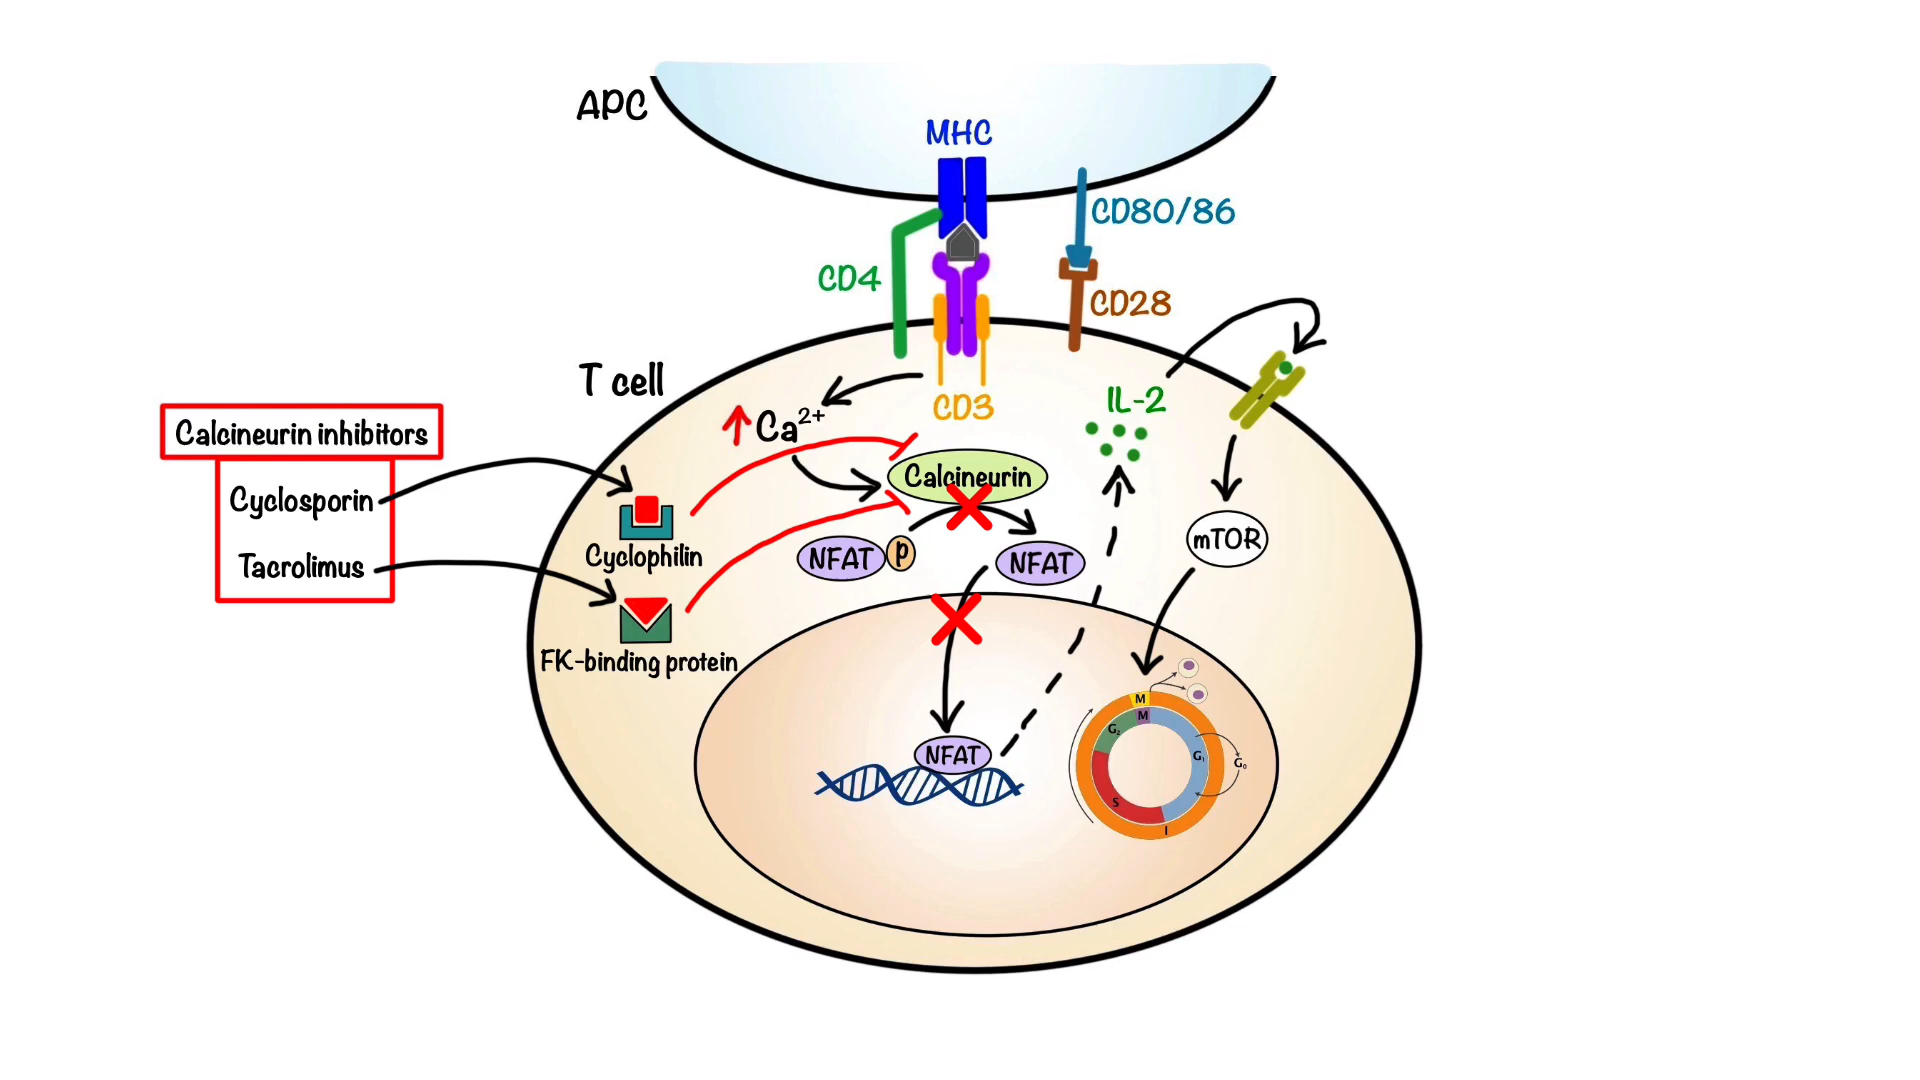 APC
MHC
CD80/86
CD4
CD28
T cell
CD3
IL-2
Ca²⁺
Calcineurin inhibitors
Cyclosporin
Tacrolimus
Calcineurin
Cyclophilin
NFAT P
NFAT
mTOR
FK-binding protein
NFAT
M
M
G₂
G₁
G₀
S
I